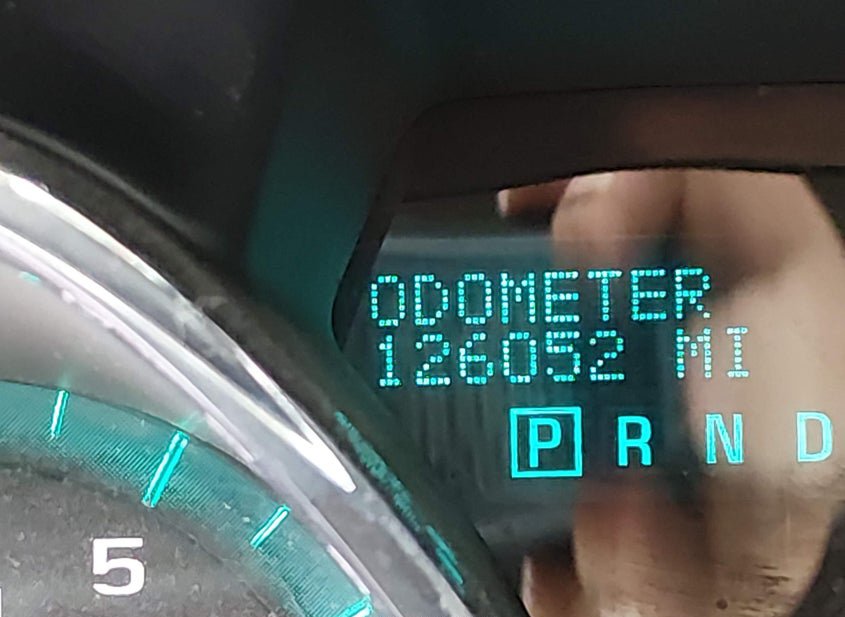 ODOMETER
126052 MI
P R N D
5